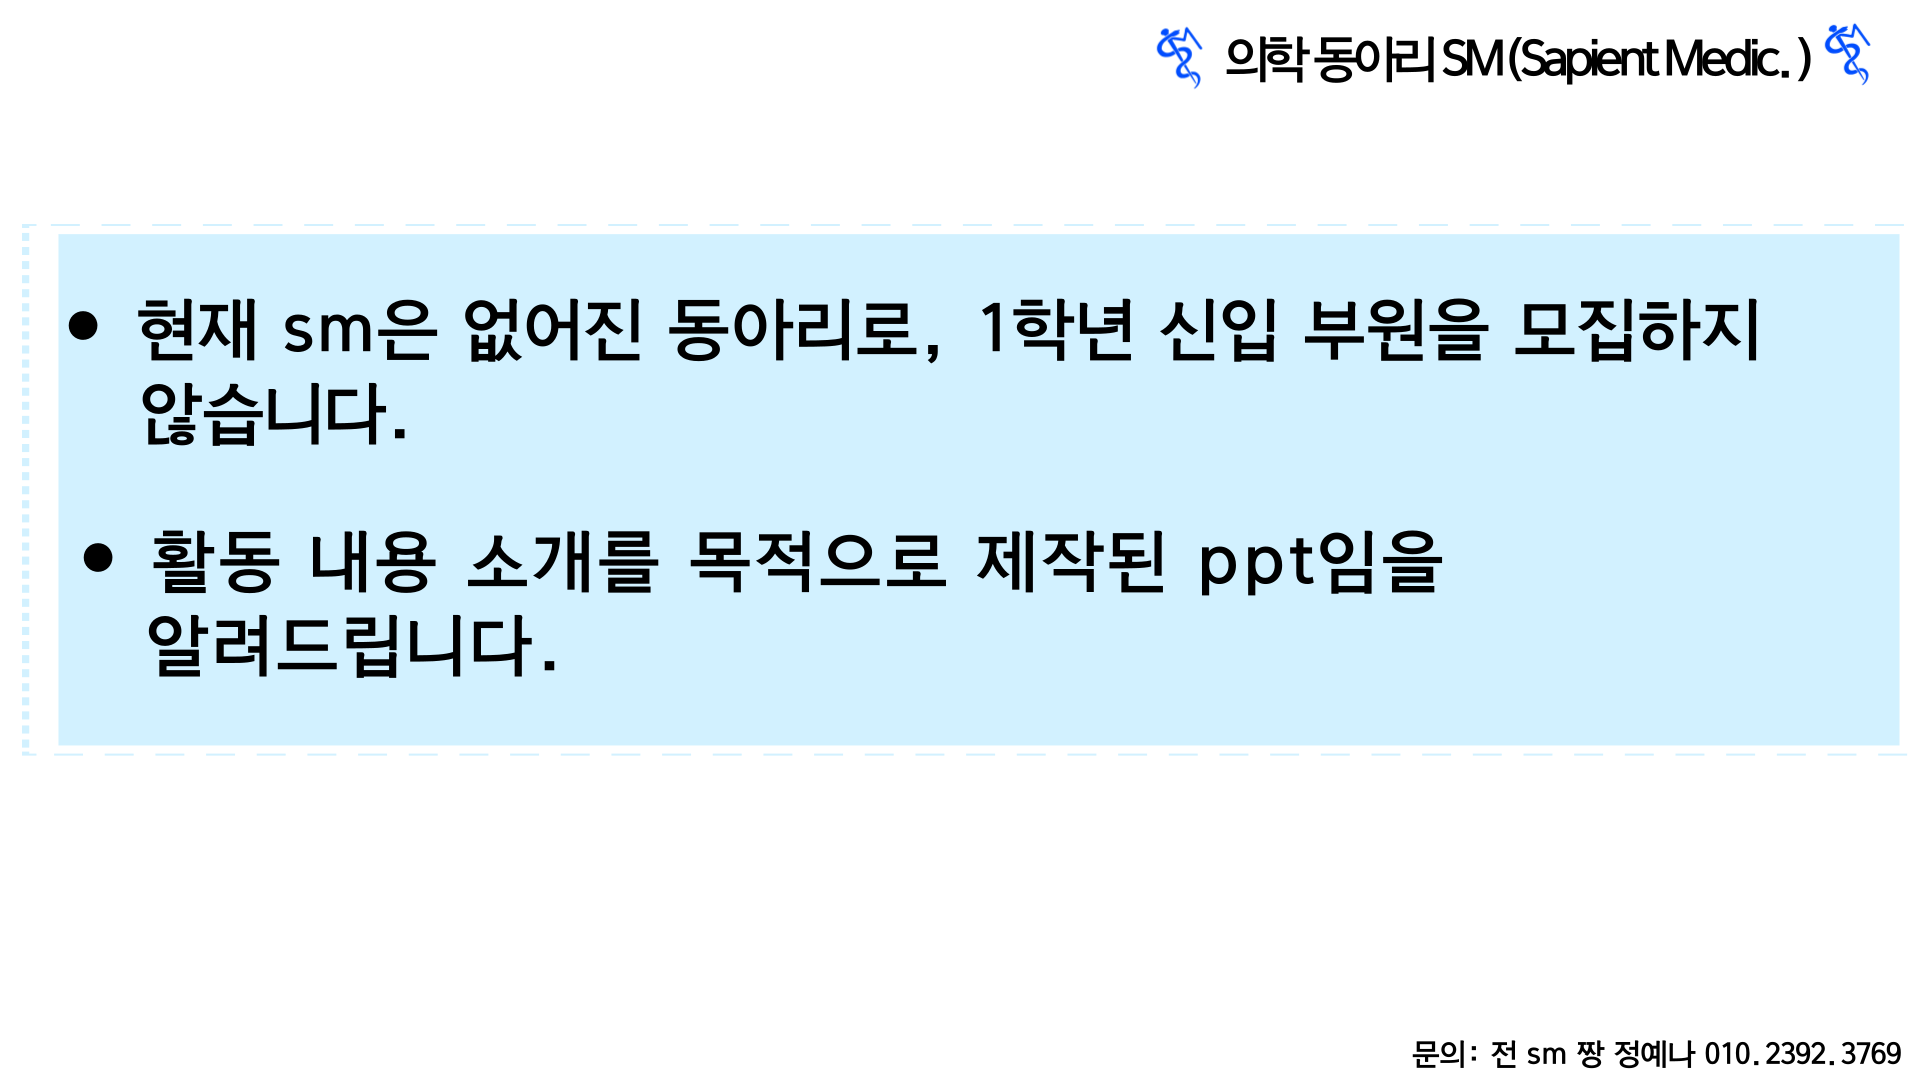 의학 동아리 SM (Sapient Medic. )
• 현재 sm은 없어진 동아리로, 1학년 신입 부원을 모집하지
않습니다.
• 활동 내용 소개를 목적으로 제작된 ppt임을
알려드립니다.
문의: 전 sm 짱 정예나 010.2392.3769